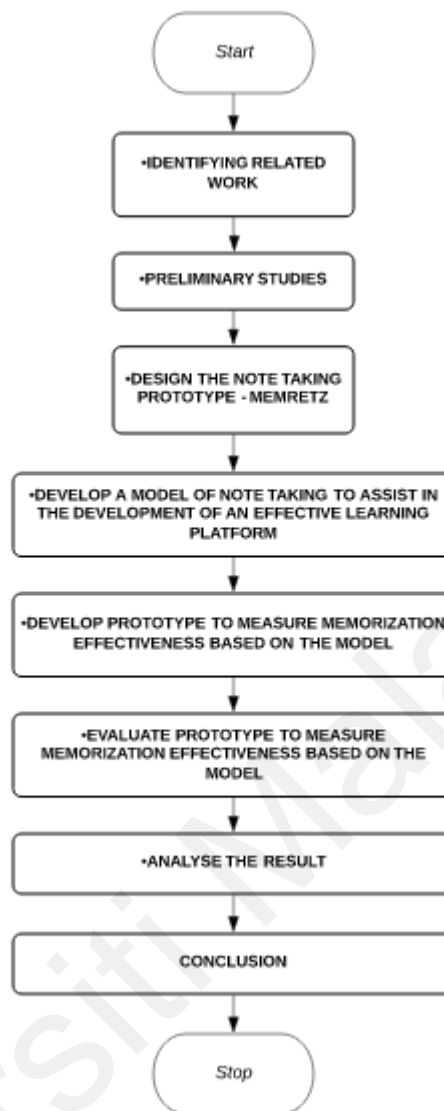 Start
•IDENTIFYING RELATED
WORK
•PRELIMINARY STUDIES
•DESIGN THE NOTE TAKING
PROTOTYPE - MEMRETZ
•DEVELOP A MODEL OF NOTE TAKING TO ASSIST IN
THE DEVELOPMENT OF AN EFFECTIVE LEARNING
PLATFORM
•DEVELOP PROTOTYPE TO MEASURE MEMORIZATION
EFFECTIVENESS BASED ON THE MODEL
•EVALUATE PROTOTYPE TO MEASURE
MEMORIZATION EFFECTIVENESS BASED ON THE
MODEL
•ANALYSE THE RESULT
CONCLUSION
Stop